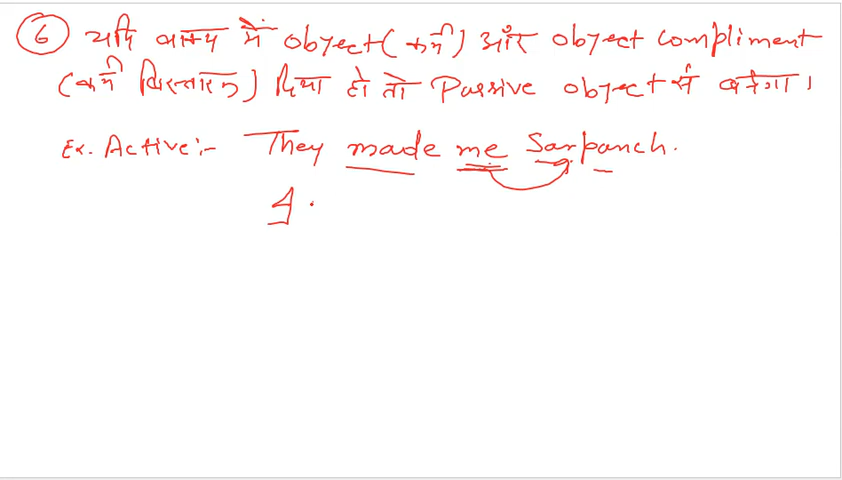 6 यदि वाक्य में object (कर्म) और object compliment
(कर्म विस्तारक) दिया हो तो Passive object से बनेगा।
Ex. Active:- They made me Sarpanch.
I